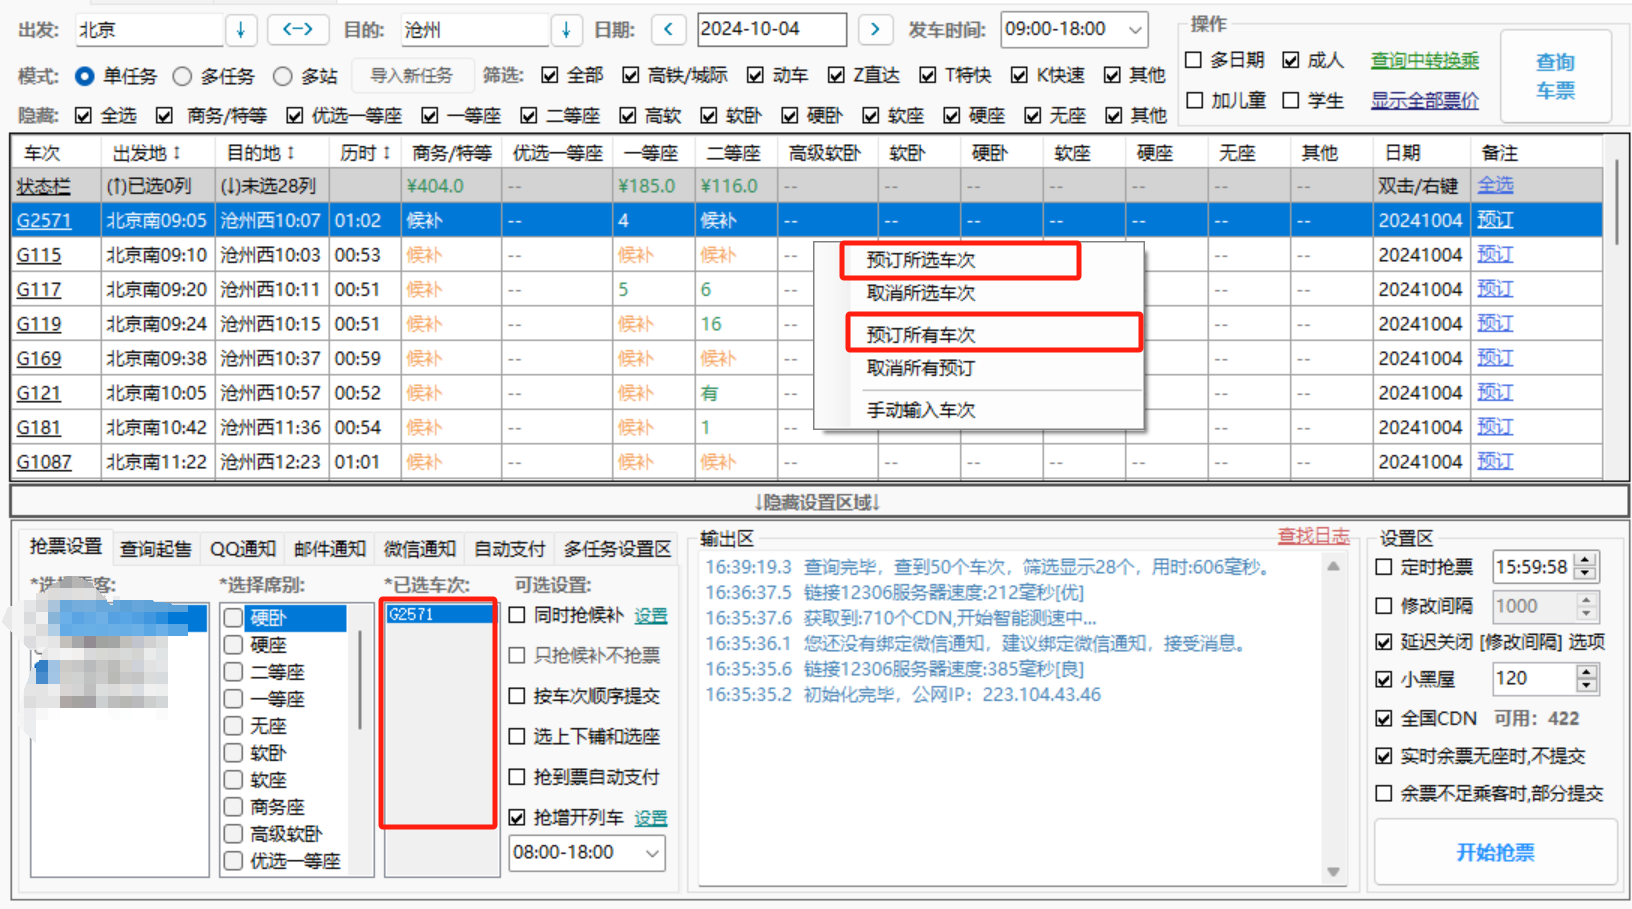 出发: 北京 ↓ <-> 目的: 沧州 ↓ 日期: < 2024-10-04 > 发车时间: 09:00-18:00 操作
模式: 单任务 多任务 多站 导入新任务 筛选: 全部 高铁/城际 动车 Z直达 T特快 K快速 其他 多日期 成人 查询中转换乘 查询
隐藏: 全选 商务/特等 优选一等座 一等座 二等座 高软 软卧 硬卧 软座 硬座 无座 其他 加儿童 学生 显示全部票价 车票
车次 出发地↕ 目的地↕ 历时↕ 商务/特等 优选一等座 一等座 二等座 高级软卧 软卧 硬卧 软座 硬座 无座 其他 日期 备注
状态栏 (↑)已选0列 (↓)未选28列 ¥404.0 -- ¥185.0 ¥116.0 -- -- -- -- -- -- -- 双击/右键 全选
G2571 北京南09:05 沧州西10:07 01:02 候补 -- 4 候补 -- -- -- -- -- -- -- 20241004 预订
G115 北京南09:10 沧州西10:03 00:53 候补 -- 候补 候补 -- 预订所选车次 -- -- -- 20241004 预订
G117 北京南09:20 沧州西10:11 00:51 候补 -- 5 6 -- 取消所选车次 -- -- -- 20241004 预订
G119 北京南09:24 沧州西10:15 00:51 候补 -- 候补 16 -- 预订所有车次 -- -- -- 20241004 预订
G169 北京南09:38 沧州西10:37 00:59 候补 -- 候补 候补 -- 取消所有预订 -- -- -- 20241004 预订
G121 北京南10:05 沧州西10:57 00:52 候补 -- 候补 有 -- -- -- -- 20241004 预订
G181 北京南10:42 沧州西11:36 00:54 候补 -- 候补 1 -- 手动输入车次 -- -- -- 20241004 预订
G1087 北京南11:22 沧州西12:23 01:01 候补 -- 候补 候补 -- -- -- -- -- -- -- 20241004 预订
↓隐藏设置区域↓
抢票设置 查询起售 QQ通知 邮件通知 微信通知 自动支付 多任务设置区
*选 客: *选择席别: *已选车次: 可选设置:
硬卧 G2571 同时抢候补 设置
硬座
二等座 只抢候补不抢票
一等座 按车次顺序提交
无座 选上下铺和选座
软卧
软座 抢到票自动支付
商务座 抢增开列车 设置
高级软卧
优选一等座 08:00-18:00
输出区 查找日志
16:39:19.3 查询完毕，查到50个车次，筛选显示28个，用时:606毫秒。
16:36:37.5 链接12306服务器速度:212毫秒[优]
16:35:37.6 获取到:710个CDN,开始智能测速中...
16:35:36.1 您还没有绑定微信通知，建议绑定微信通知，接受消息。
16:35:35.6 链接12306服务器速度:385毫秒[良]
16:35:35.2 初始化完毕，公网IP：223.104.43.46
设置区
定时抢票 15:59:58
修改间隔 1000
延迟关闭 [修改间隔] 选项
小黑屋 120
全国CDN 可用：422
实时余票无座时,不提交
余票不足乘客时,部分提交
开始抢票